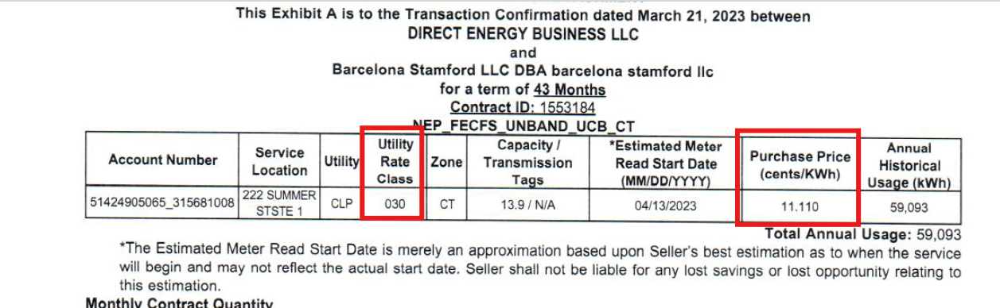 This Exhibit A is to the Transaction Confirmation dated March 21, 2023 between
DIRECT ENERGY BUSINESS LLC
and
Barcelona Stamford LLC DBA barcelona stamford llc
for a term of 43 Months
Contract ID: 1553184
NEP_FECFS_UNBAND_UCB_CT
Account Number | Service Location | Utility | Utility Rate Class | Zone | Capacity / Transmission Tags | *Estimated Meter Read Start Date (MM/DD/YYYY) | Purchase Price (cents/KWh) | Annual Historical Usage (kWh)
51424905065_315681008 | 222 SUMMER STSTE 1 | CLP | 030 | CT | 13.9 / N/A | 04/13/2023 | 11.110 | 59,093
Total Annual Usage: 59,093
*The Estimated Meter Read Start Date is merely an approximation based upon Seller's best estimation as to when the service
will begin and may not reflect the actual start date. Seller shall not be liable for any lost savings or lost opportunity relating to
this estimation.
Monthly Contract Quantity